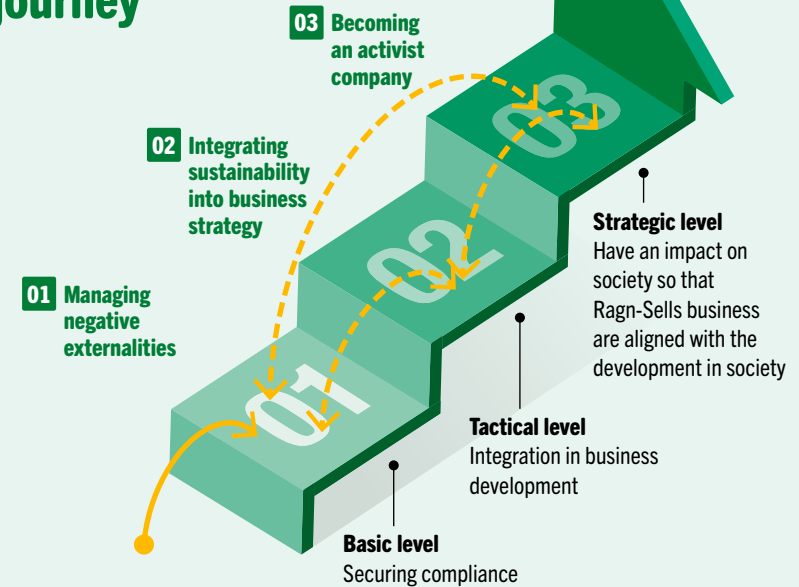 journey
03 Becoming
an activist
company
02 Integrating
sustainability
into business
strategy
01 Managing
negative
externalities
03
02
01
Strategic level
Have an impact on
society so that
Ragn-Sells business
are aligned with the
development in society
Tactical level
Integration in business
development
Basic level
Securing compliance